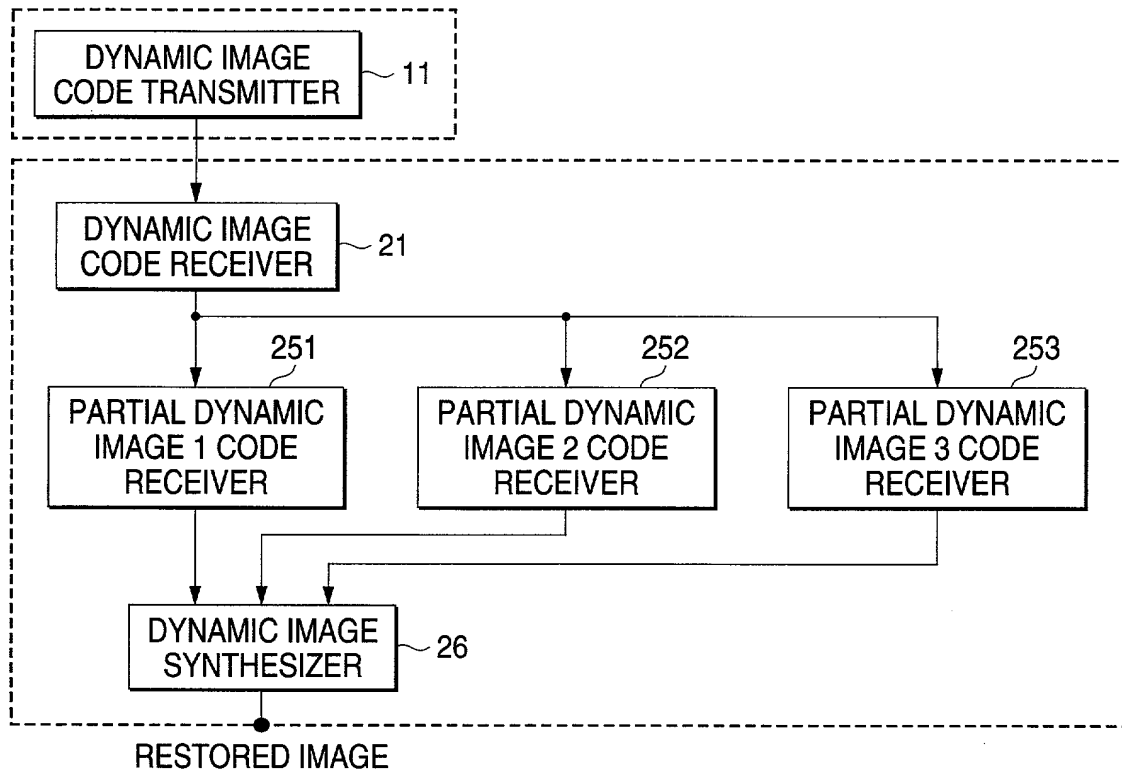 DYNAMIC IMAGE
CODE TRANSMITTER
11
DYNAMIC IMAGE
CODE RECEIVER
21
251
252
253
PARTIAL DYNAMIC
IMAGE 1 CODE
RECEIVER
PARTIAL DYNAMIC
IMAGE 2 CODE
RECEIVER
PARTIAL DYNAMIC
IMAGE 3 CODE
RECEIVER
DYNAMIC IMAGE
SYNTHESIZER
26
RESTORED IMAGE